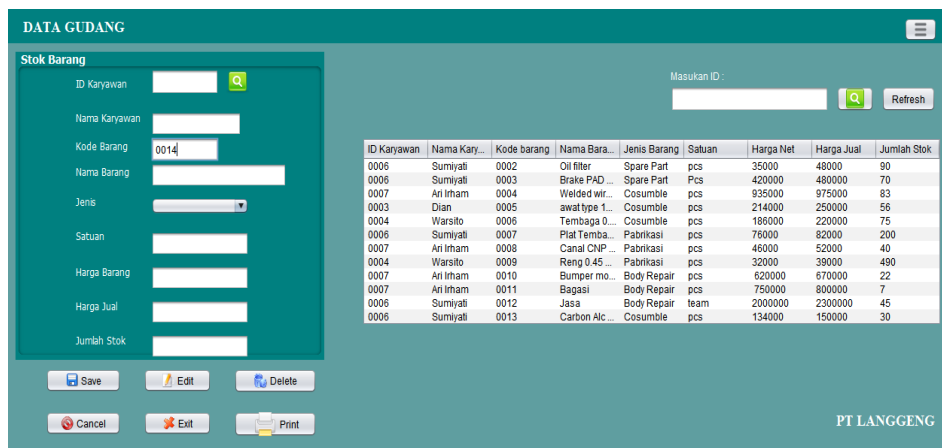 DATA GUDANG
Stok Barang
ID Karyawan
Nama Karyawan
Kode Barang 0014
Nama Barang
Jenis
Satuan
Harga Barang
Harga Jual
Jumlah Stok
Save Edit Delete
Cancel Exit Print
Masukan ID :
Refresh
ID Karyawan Nama Kary... Kode barang Nama Bara... Jenis Barang Satuan Harga Net Harga Jual Jumlah Stok
0006 Sumiyati 0002 Oil filter Spare Part pcs 35000 48000 90
0006 Sumiyati 0003 Brake PAD ... Spare Part Pcs 420000 480000 70
0007 Ari Irham 0004 Welded wir... Cosumble pcs 935000 975000 83
0003 Dian 0005 awat type 1... Cosumble pcs 214000 250000 56
0004 Warsito 0006 Tembaga 0.... Cosumble pcs 186000 220000 75
0006 Sumiyati 0007 Plat Temba... Pabrikasi pcs 76000 82000 200
0007 Ari Irham 0008 Canal CNP ... Pabrikasi pcs 46000 52000 40
0004 Warsito 0009 Reng 0.45 ... Pabrikasi pcs 32000 39000 490
0007 Ari Irham 0010 Bumper mo... Body Repair pcs 620000 670000 22
0007 Ari Irham 0011 Bagasi Body Repair pcs 750000 800000 7
0006 Sumiyati 0012 Jasa Body Repair team 2000000 2300000 45
0006 Sumiyati 0013 Carbon Alc ... Cosumble pcs 134000 150000 30
PT LANGGENG